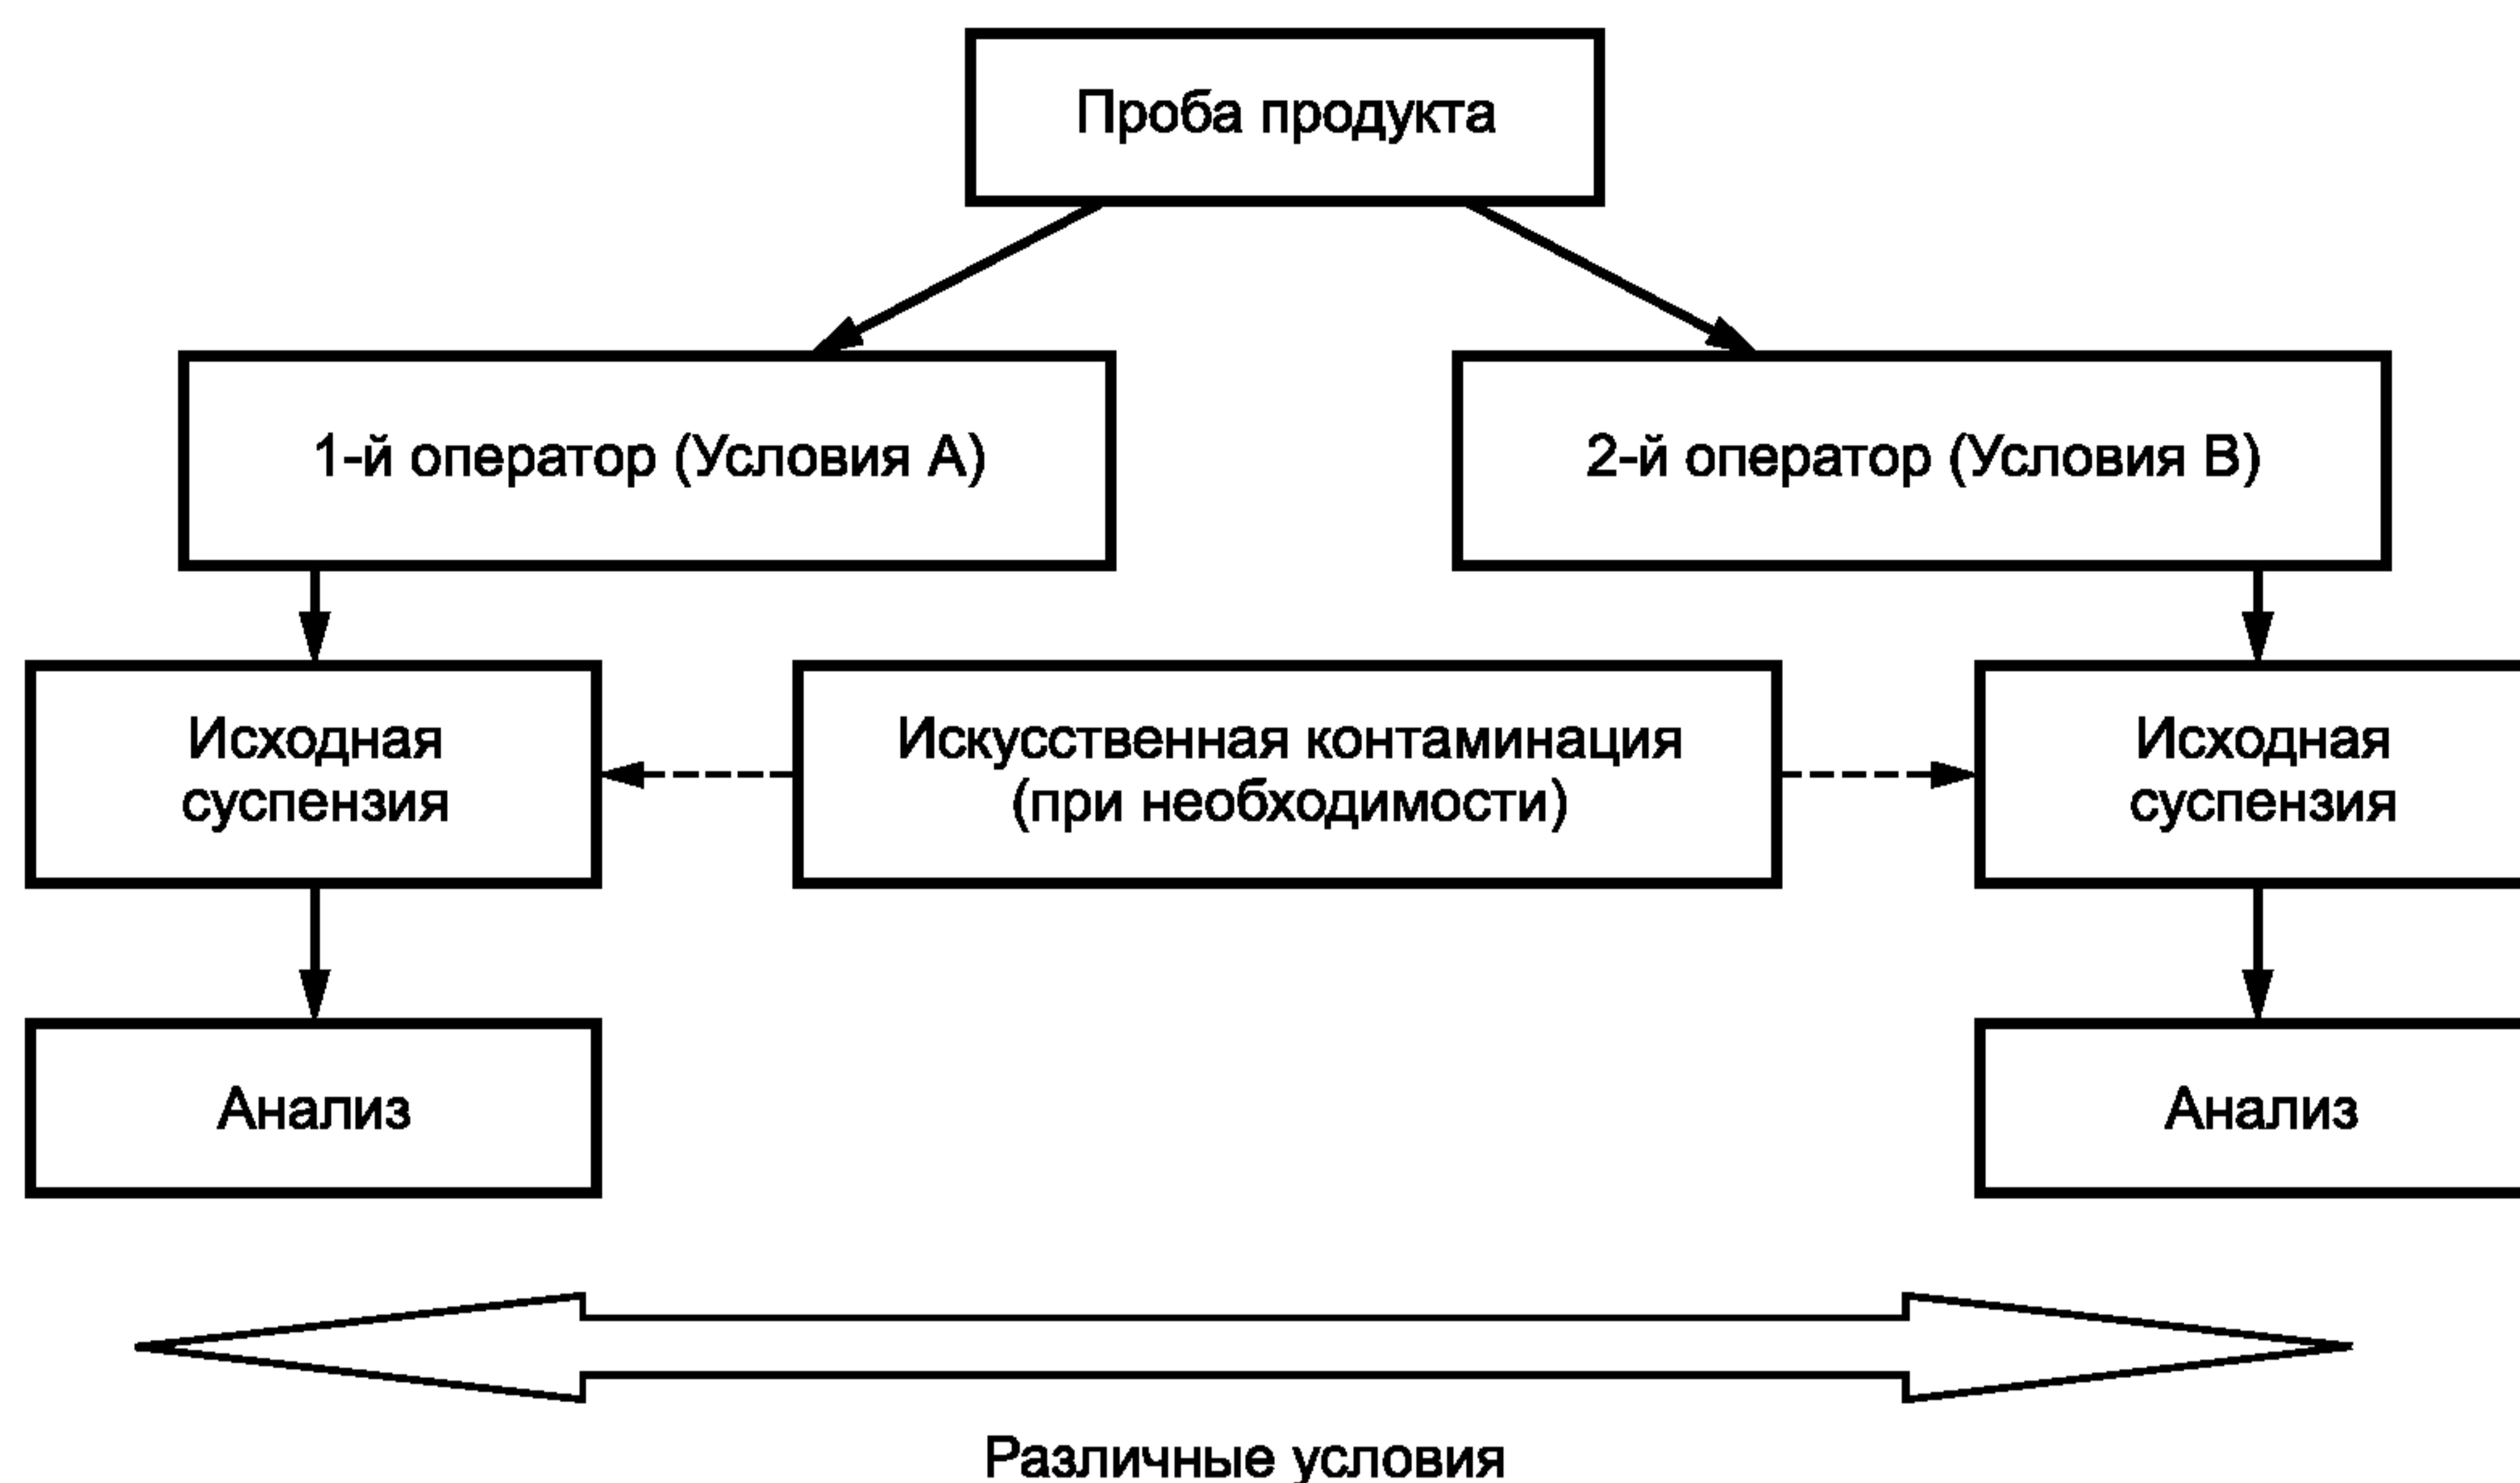 Проба продукта
1-й оператор (Условия А)
2-й оператор (Условия В)
Исходная
суспензия
Искусственная контаминация
(при необходимости)
Исходная
суспензия
Анализ
Анализ
Различные условия